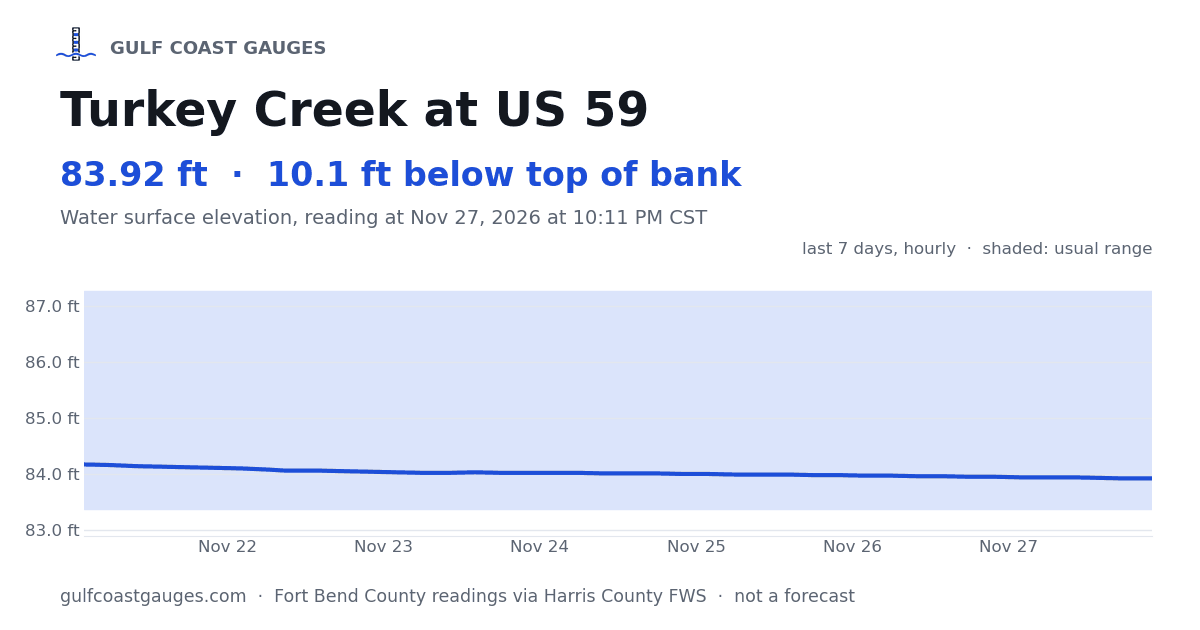 GULF COAST GAUGES
Turkey Creek at US 59
83.92 ft · 10.1 ft below top of bank
Water surface elevation, reading at Nov 27, 2026 at 10:11 PM CST
last 7 days, hourly · shaded: usual range
87.0 ft
86.0 ft
85.0 ft
84.0 ft
83.0 ft
Nov 22 Nov 23 Nov 24 Nov 25 Nov 26 Nov 27
gulfcoastgauges.com · Fort Bend County readings via Harris County FWS · not a forecast